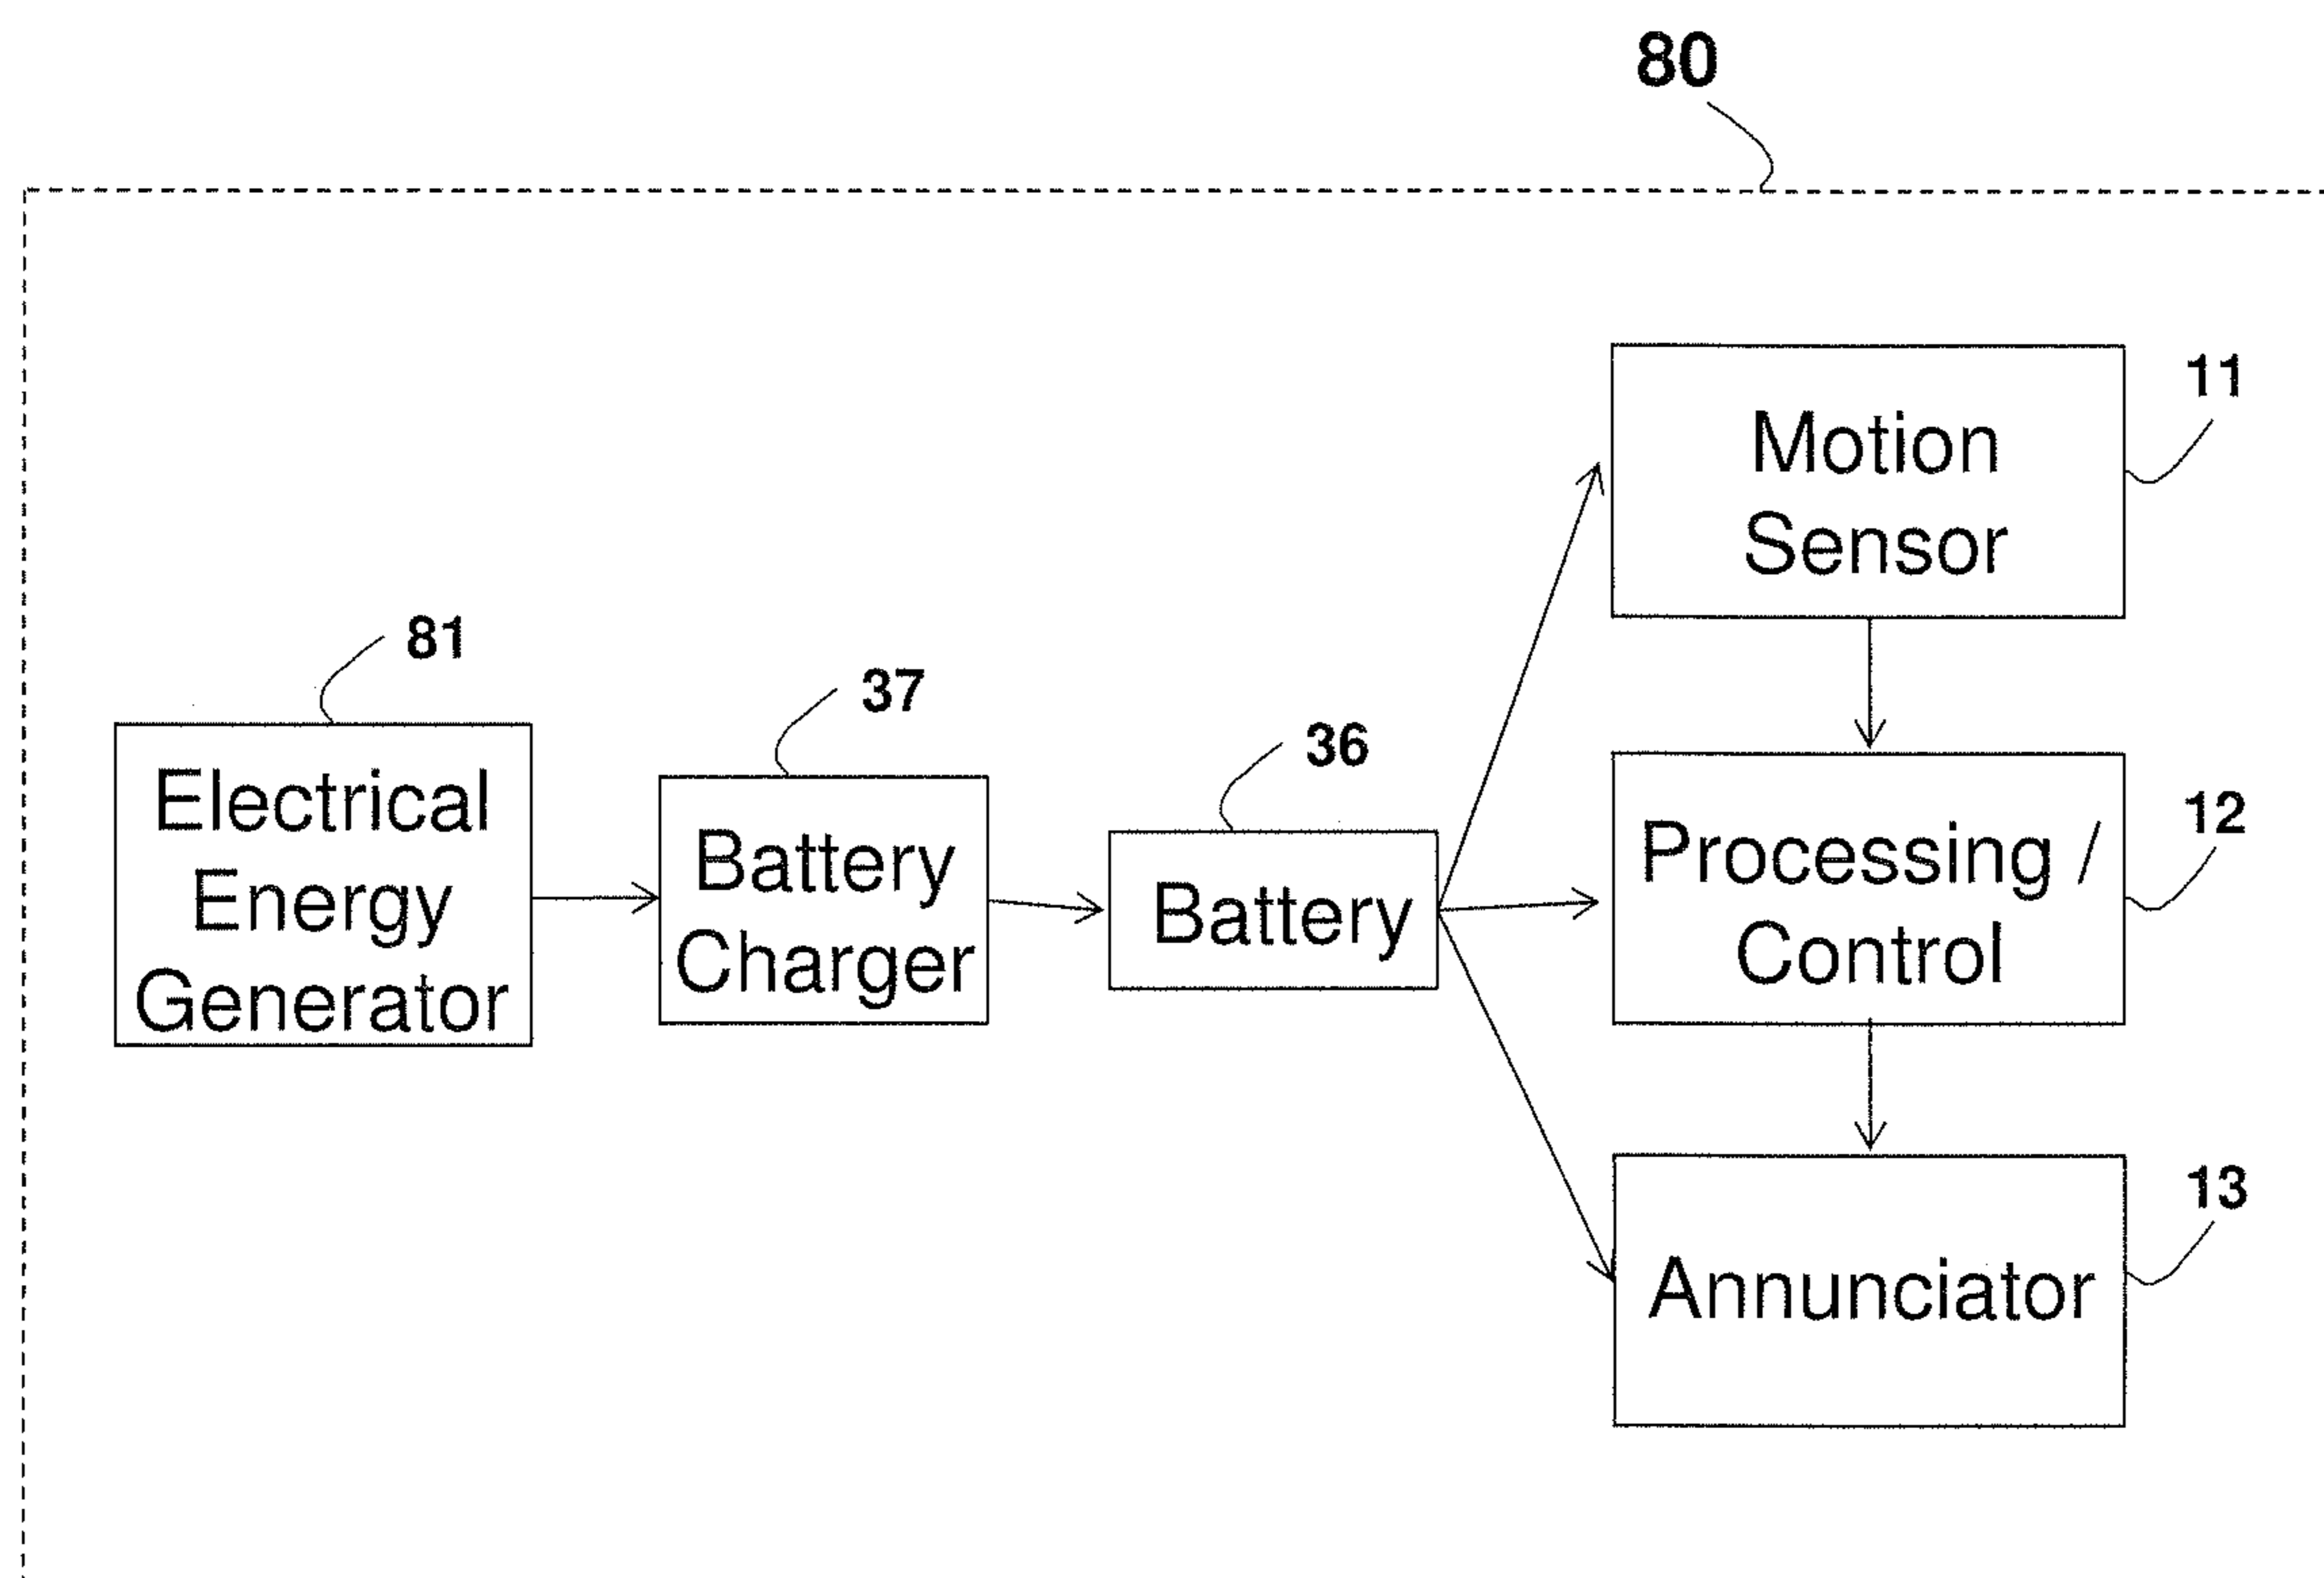 80
11
Motion
Sensor
81
Electrical
Energy
Generator
37
Battery
Charger
36
Battery
12
Processing /
Control
13
Annunciator